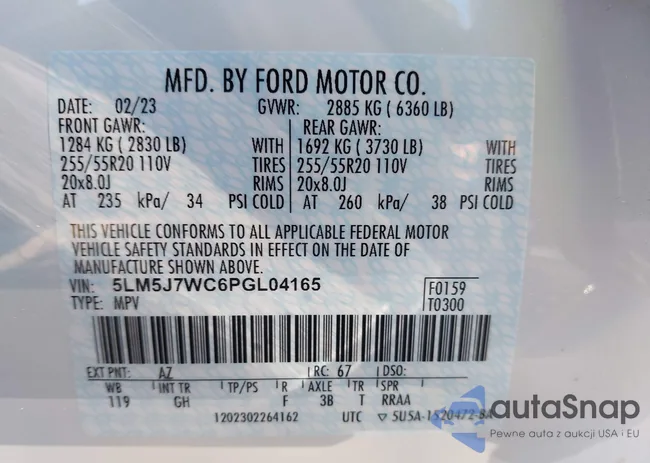 MFD. BY FORD MOTOR CO.
DATE: 02/23 GVWR: 2885 KG ( 6360 LB)
FRONT GAWR: REAR GAWR:
1284 KG ( 2830 LB) WITH 1692 KG ( 3730 LB) WITH
255/55R20 110V TIRES 255/55R20 110V TIRES
20x8.0J RIMS 20x8.0J RIMS
AT 235 kPa/ 34 PSI COLD AT 260 kPa/ 38 PSI COLD
THIS VEHICLE CONFORMS TO ALL APPLICABLE FEDERAL MOTOR
VEHICLE SAFETY STANDARDS IN EFFECT ON THE DATE OF
MANUFACTURE SHOWN ABOVE.
VIN: 5LM5J7WC6PGL04165 F0159
TYPE: MPV T0300
EXT PNT: AZ RC: 67 DSO:
WB INT TR TP/PS R AXLE TR SPR
119 GH F 3B T RRAA
1202302264162 UTC ▽ 5U5A-1520472-BA
autaSnap
Pewne auta z aukcji USA i EU